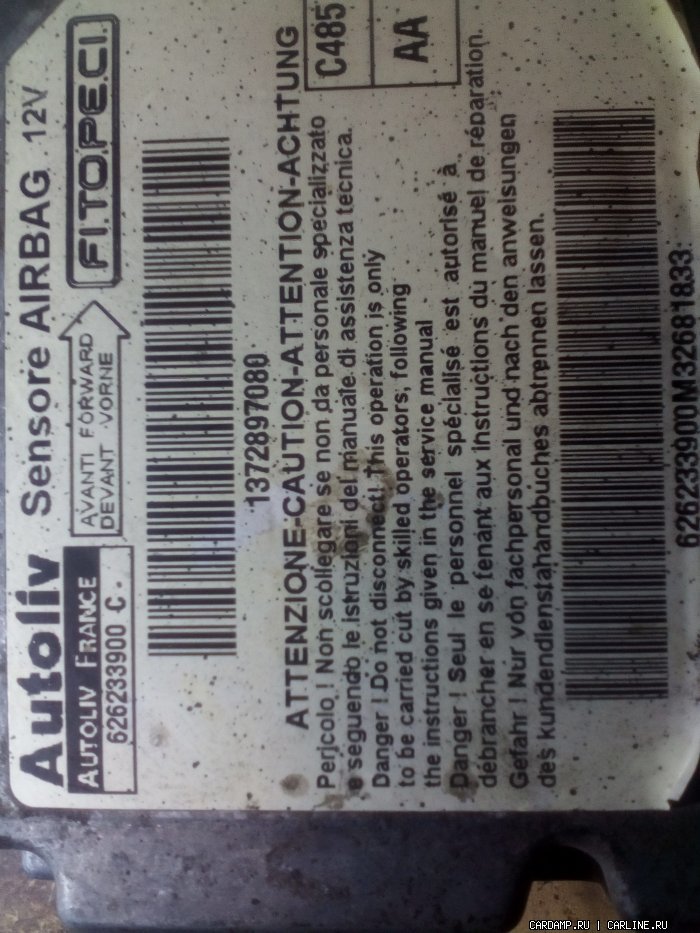 Autoliv Sensore AIRBAG 12V
AUTOLIV FRANCE
626233900 C.
AVANTI FORWARD
DEVANT VORNE
F.I.TO.PE.C.I.
1372897080
C485
AA
ATTENZIONE-CAUTION-ATTENTION-ACHTUNG
Pericolo ! Non scollegare se non da personale specializzato
e seguendo le istruzioni del manuale di assistenza tecnica.
Danger ! Do not disconnect! This operation is only
to be carried cut by skilled operators, following
the instructions given in the service manual
Danger ! Seul le personnel spécialisé est autorisé à
débrancher en se fenant aux instructions du manuel de réparation.
Gefahr ! Nur von fachpersonal und nach den anweisungen
des kundendienstahandbuches abtrennen lassen.
626233900M32681833
CARDAMP.RU | CARLINE.RU